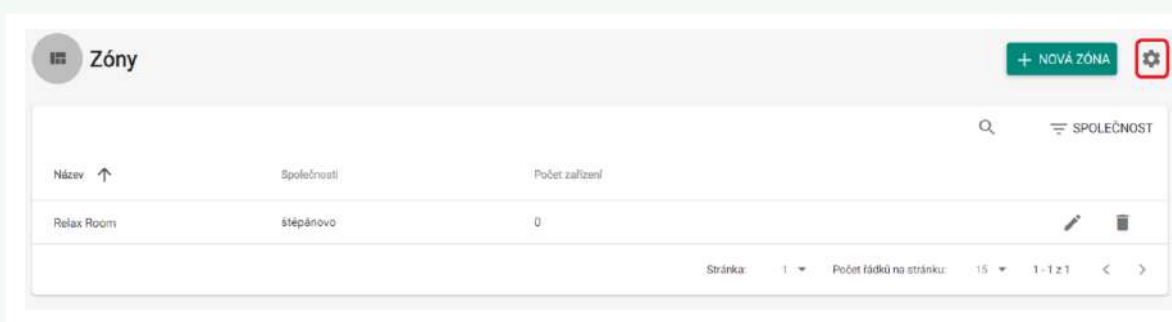 Zóny
+ NOVÁ ZÓNA
SPOLEČNOST
Název Společnosti Počet zařízení
Relax Room štěpánovo 0
Stránka: 1 Počet řádků na stránku: 15 1-1 z 1